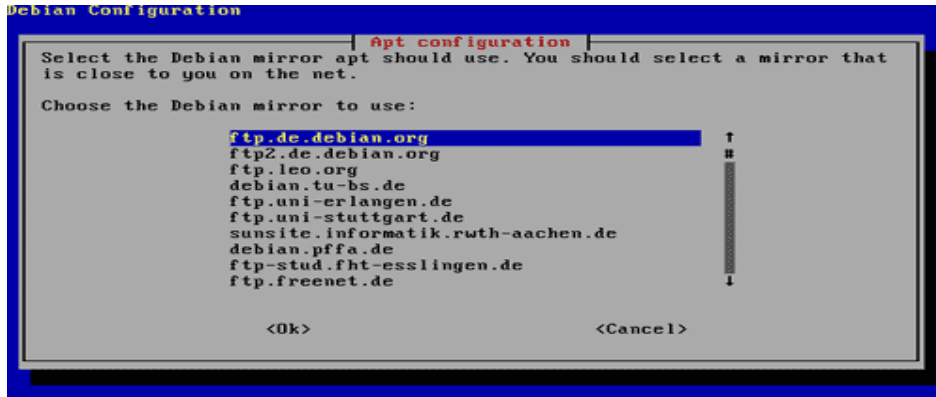 Debian Configuration
Apt configuration
Select the Debian mirror apt should use. You should select a mirror that
is close to you on the net.
Choose the Debian mirror to use:
ftp.de.debian.org
ftp2.de.debian.org
ftp.leo.org
debian.tu-bs.de
ftp.uni-erlangen.de
ftp.uni-stuttgart.de
sunsite.informatik.rwth-aachen.de
debian.pffa.de
ftp-stud.fht-esslingen.de
ftp.freenet.de
<Ok> <Cancel>